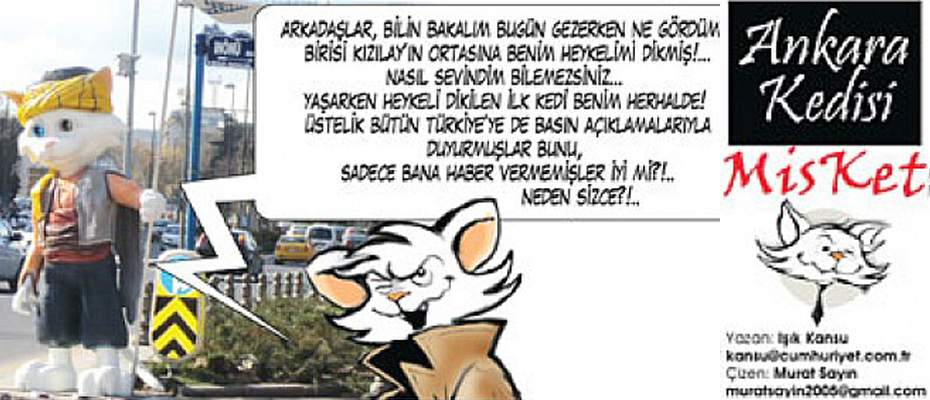 ARKADAŞLAR, BİLİN BAKALIM BUGÜN GEZERKEN NE GÖRDÜM
BİRİSİ KIZILAY'IN ORTASINA BENİM HEYKELİMİ DİKMİŞ!...
NASIL SEVİNDİM BİLEMEZSİNİZ...
YAŞARKEN HEYKELİ DİKİLEN İLK KEDİ BENİM HERHALDE!
ÜSTELİK BÜTÜN TÜRKİYE'YE DE BASIN AÇIKLAMALARIYLA
DUYURMUŞLAR BUNU,
SADECE BANA HABER VERMEMİŞLER İYİ Mİ?!..
NEDEN SİZCE?!..
Ankara
Kedisi
MisKet
Yazan: Işık Kansu
kansu@cumhuriyet.com.tr
Çizen: Murat Sayın
muratsayin2005@gmail.com